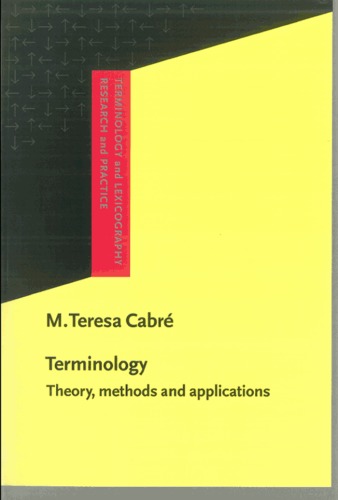 TERMINOLOGY and LEXICOGRAPHY
RESEARCH and PRACTICE
M.Teresa Cabré
Terminology
Theory, methods and applications